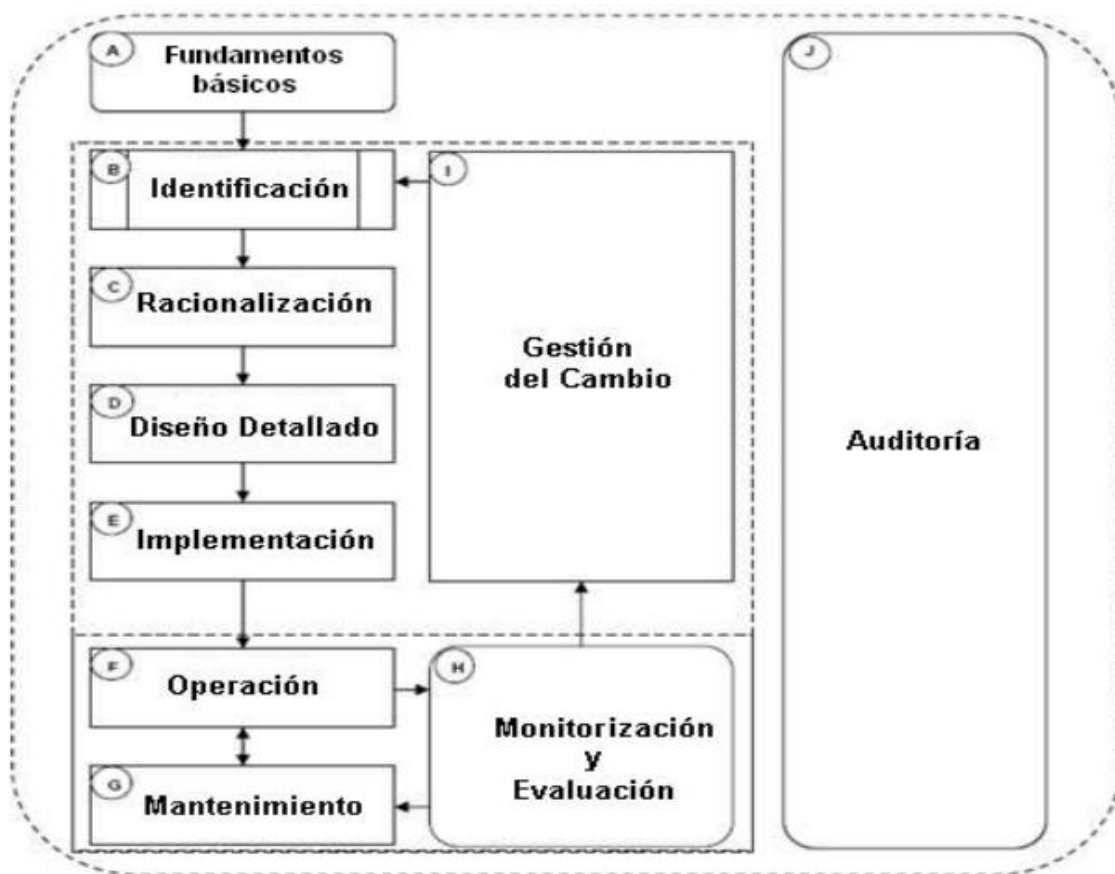 A
Fundamentos
básicos
B
Identificación
C
Racionalización
D
Diseño Detallado
E
Implementación
F
Operación
G
Mantenimiento
H
Monitorización
y
Evaluación
I
Gestión
del Cambio
J
Auditoría